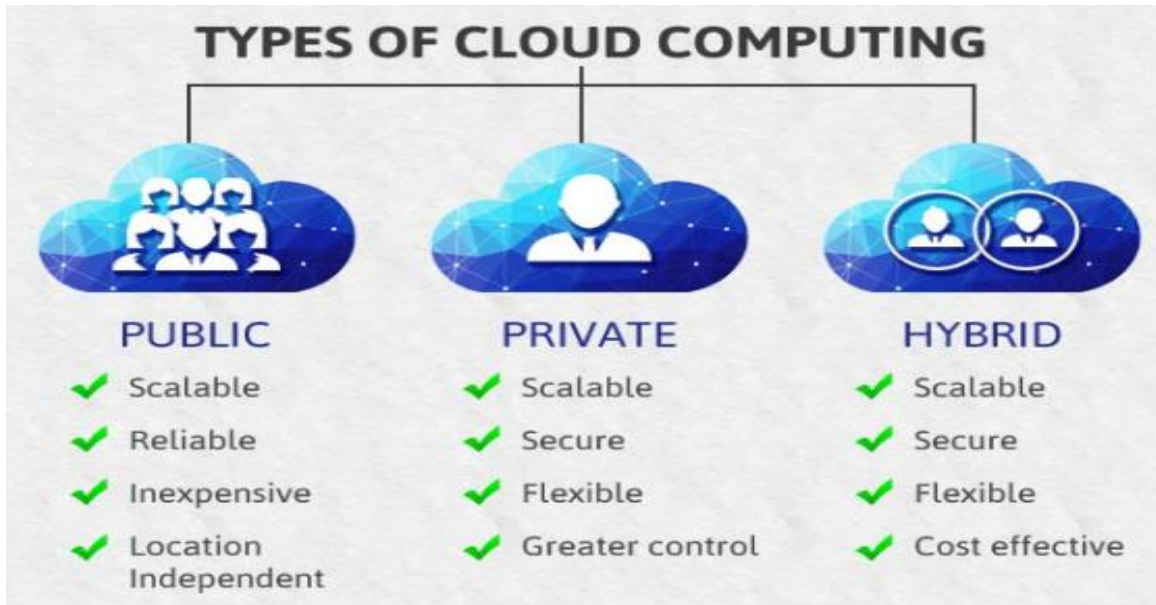 TYPES OF CLOUD COMPUTING
PUBLIC
Scalable
Reliable
Inexpensive
Location
Independent
PRIVATE
Scalable
Secure
Flexible
Greater control
HYBRID
Scalable
Secure
Flexible
Cost effective